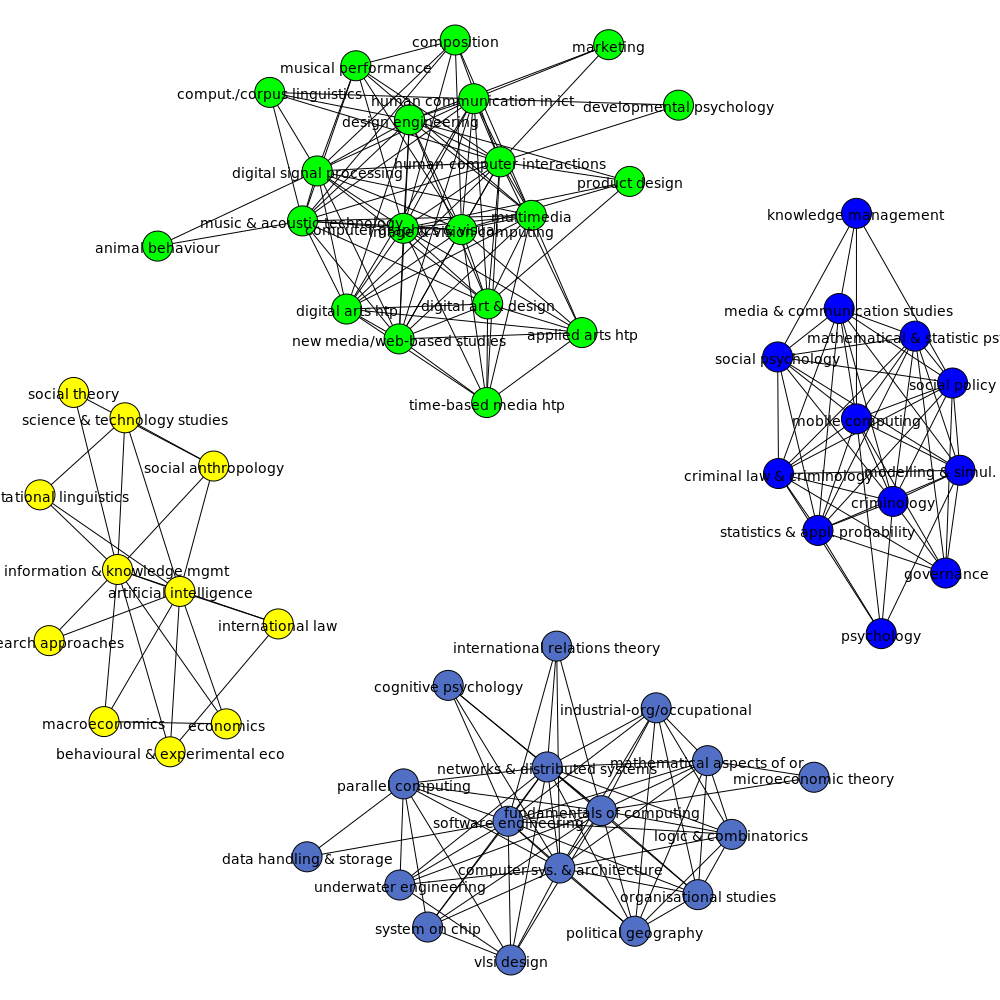 composition
marketing
musical performance
comput./corpus linguistics
human communication in ict
developmental psychology
design engineering
human computer interactions
digital signal processing
product design
multimedia
music & acoustic technology
computer graphics & visual
image & vision computing
animal behaviour
digital arts htp
digital art & design
new media/web-based studies
applied arts htp
time-based media htp
knowledge management
media & communication studies
mathematical & statistic ps
social psychology
social policy
mobile computing
criminal law & criminology
modelling & simul.
criminology
statistics & appl. probability
governance
psychology
social theory
science & technology studies
social anthropology
tational linguistics
information & knowledge mgmt
artificial intelligence
international law
earch approaches
macroeconomics
economics
behavioural & experimental eco
international relations theory
cognitive psychology
industrial-org/occupational
networks & distributed systems
mathematical aspects of or
microeconomic theory
parallel computing
fundamentals of computing
software engineering
logic & combinatorics
data handling & storage
computer sys. & architecture
underwater engineering
organisational studies
system on chip
political geography
vlsi design